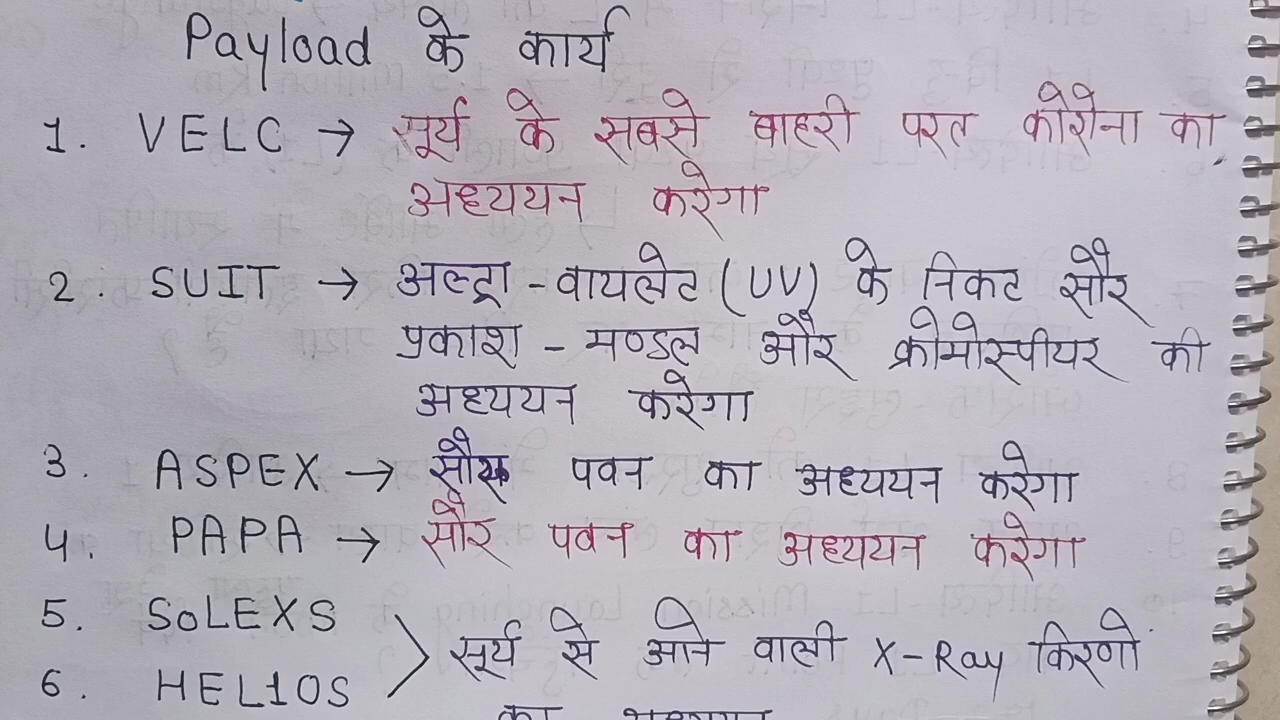 Payload के कार्य
1. VELC → सूर्य के सबसे बाहरी परत कोरोना का
अध्ययन करेगा
2. SUIT → अल्ट्रा-वायलेट (UV) के निकट सौर
प्रकाश-मण्डल और क्रोमोस्पीयर की
अध्ययन करेगा
3. ASPEX → सौर पवन का अध्ययन करेगा
4. PAPA → सौर पवन का अध्ययन करेगा
5. SoLEXS
सूर्य से आने वाली X-Ray किरणो
6. HEL1OS
का अध्ययन